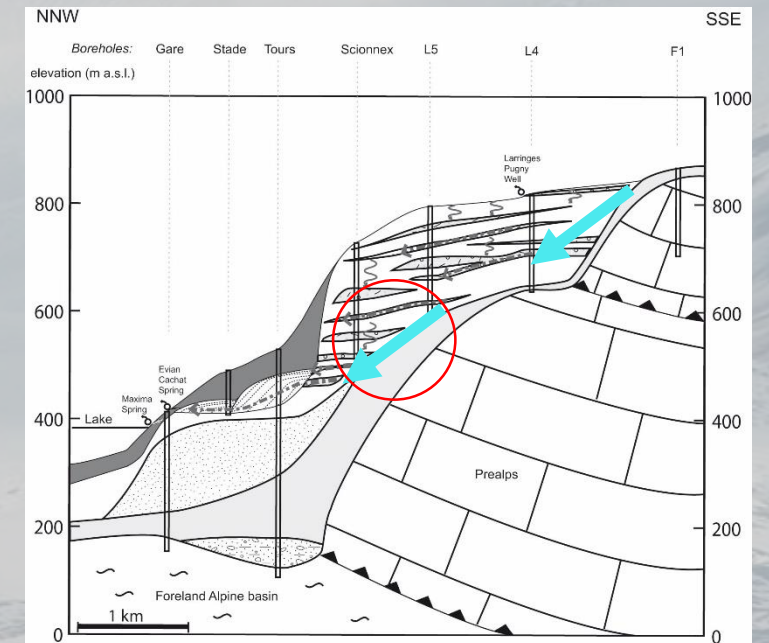 NNW
SSE
Boreholes: Gare Stade Tours Scionnex L5 L4 F1
elevation (m a.s.l.)
1000
1000
Larringes
Pugny
Well
800
800
600
600
Evian
Cachat
Spring
Maxima
Spring
400
400
Lake
Prealps
200
200
Foreland Alpine basin
1 km
0
0